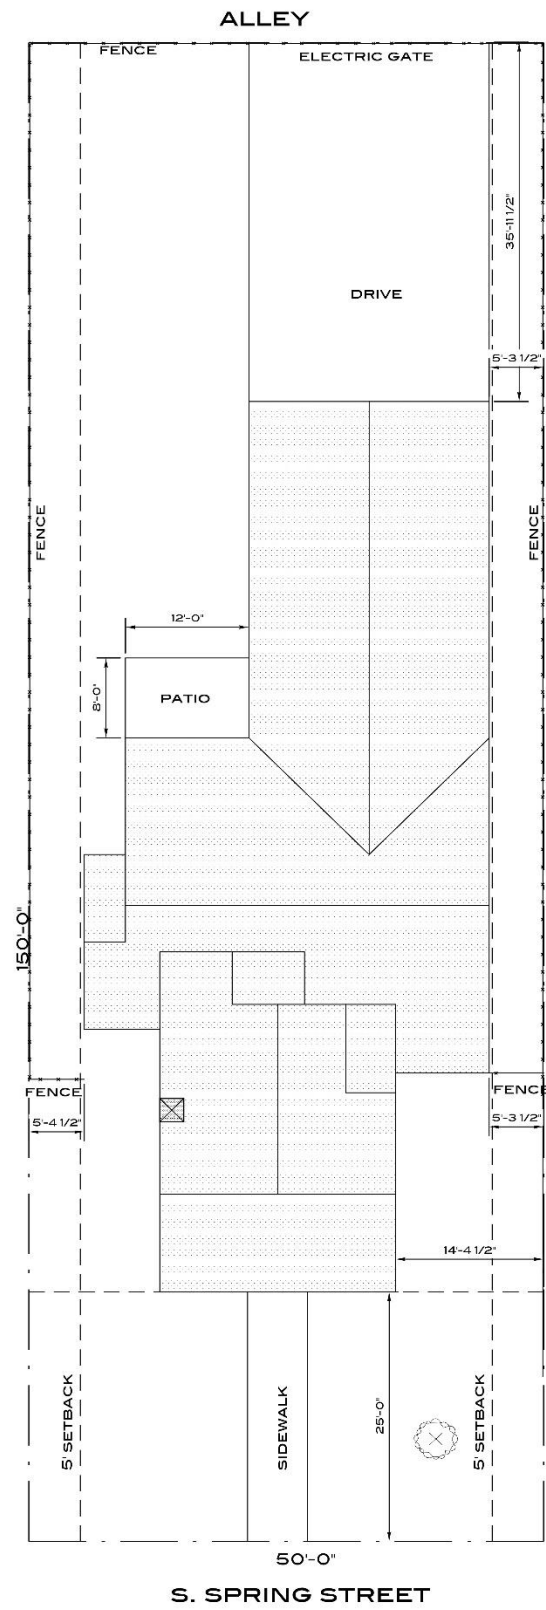 ALLEY
FENCE
ELECTRIC GATE
35'-11 1/2"
DRIVE
5'-3 1/2"
FENCE
FENCE
12'-0"
8'-0"
PATIO
150'-0"
FENCE
FENCE
5'-4 1/2"
5'-3 1/2"
14'-4 1/2"
5' SETBACK
SIDEWALK
25'-0"
5' SETBACK
50'-0"
S. SPRING STREET